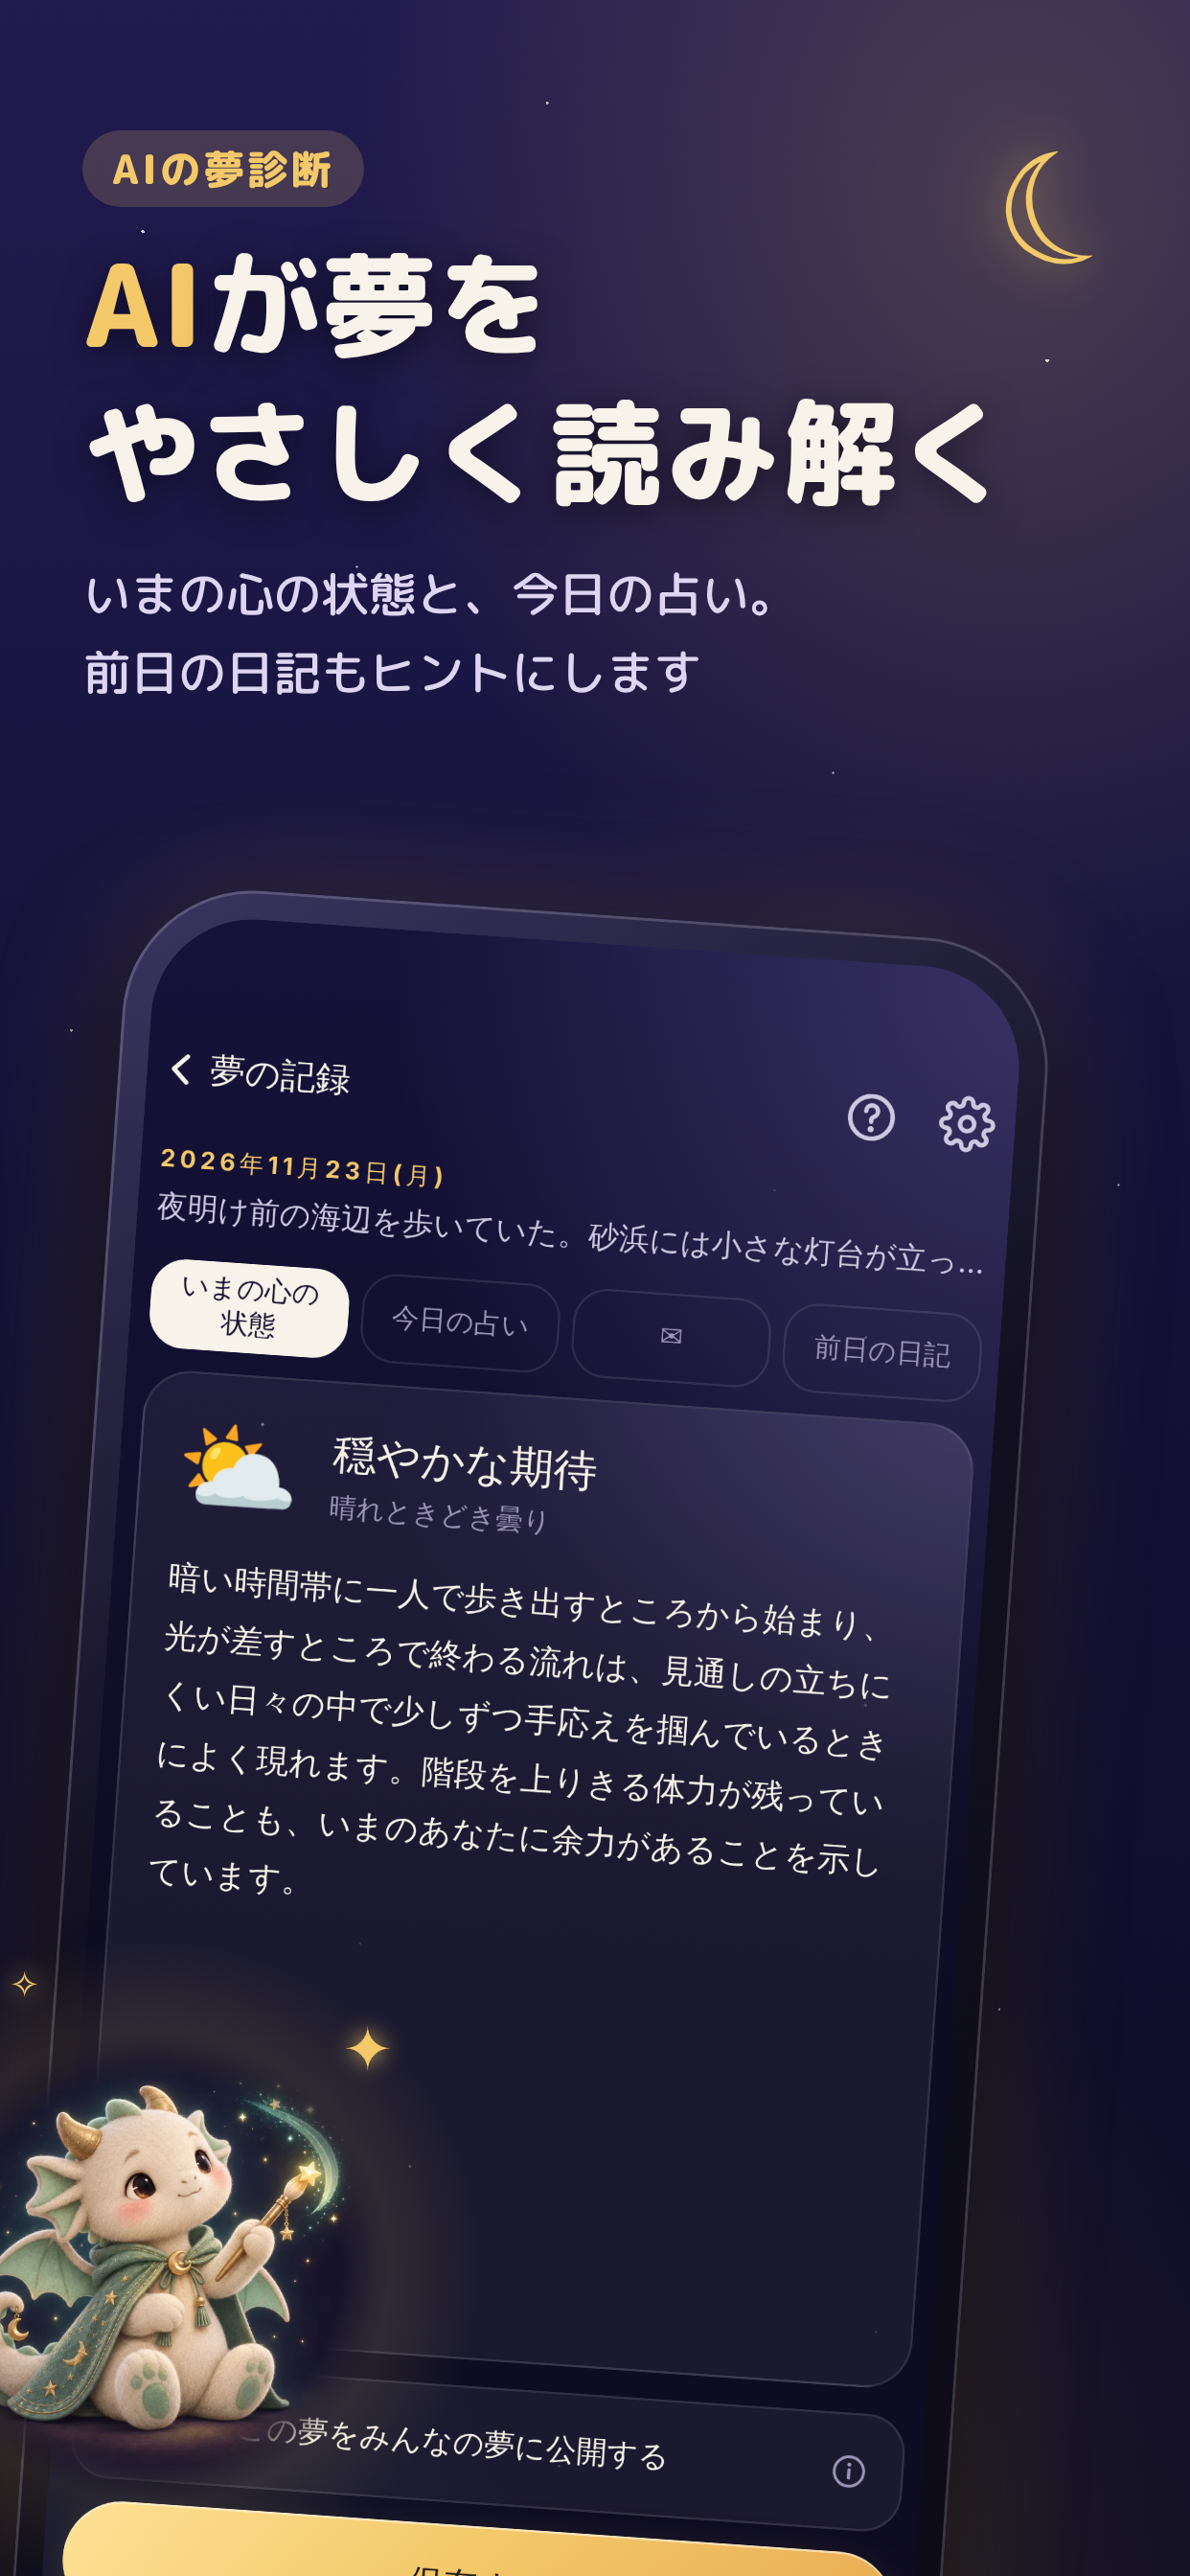 AIの夢診断
AIが夢を
やさしく読み解く
いまの心の状態と、今日の占い。
前日の日記もヒントにします
夢の記録
2026年11月23日(月)
夜明け前の海辺を歩いていた。砂浜には小さな灯台が立っ…
いまの心の
状態
今日の占い
前日の日記
穏やかな期待
晴れときどき曇り
暗い時間帯に一人で歩き出すところから始まり、
光が差すところで終わる流れは、見通しの立ちに
くい日々の中で少しずつ手応えを掴んでいるとき
によく現れます。階段を上りきる体力が残ってい
ることも、いまのあなたに余力があることを示し
ています。
この夢をみんなの夢に公開する